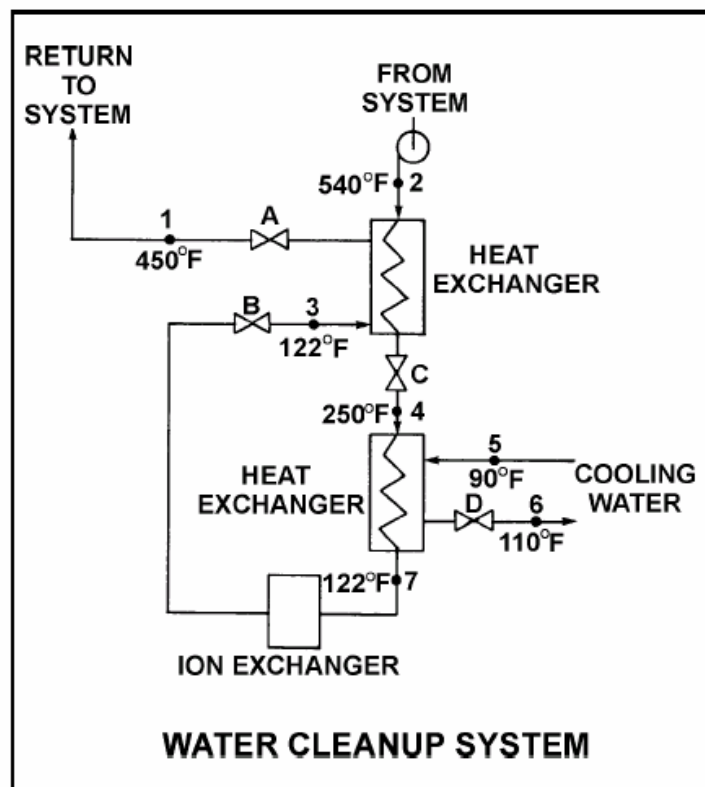 RETURN
TO
SYSTEM
FROM
SYSTEM
540°F 2
1
A
450°F
HEAT
EXCHANGER
B
3
122°F
C
250°F 4
HEAT
EXCHANGER
5
90°F
COOLING
WATER
D
6
110°F
122°F 7
ION EXCHANGER
WATER CLEANUP SYSTEM